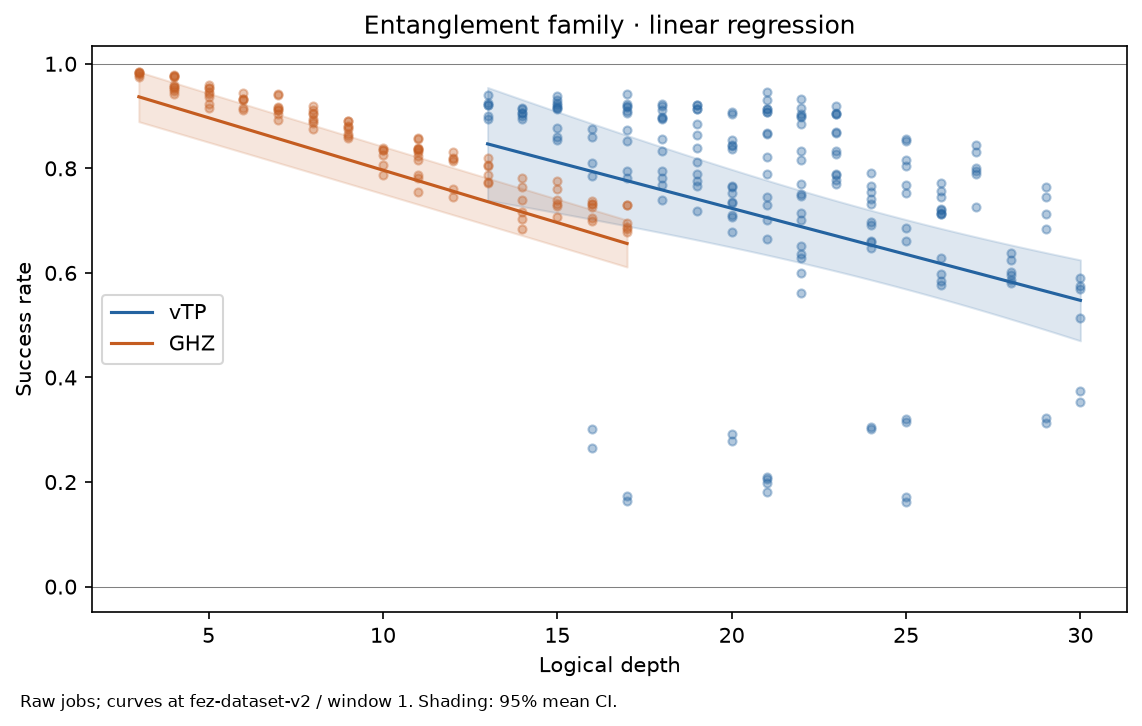 Entanglement family · linear regression
1.0
0.8
0.6
0.4
0.2
0.0
Success rate
vTP
GHZ
5
10
15
20
25
30
Logical depth
Raw jobs; curves at fez-dataset-v2 / window 1. Shading: 95% mean CI.